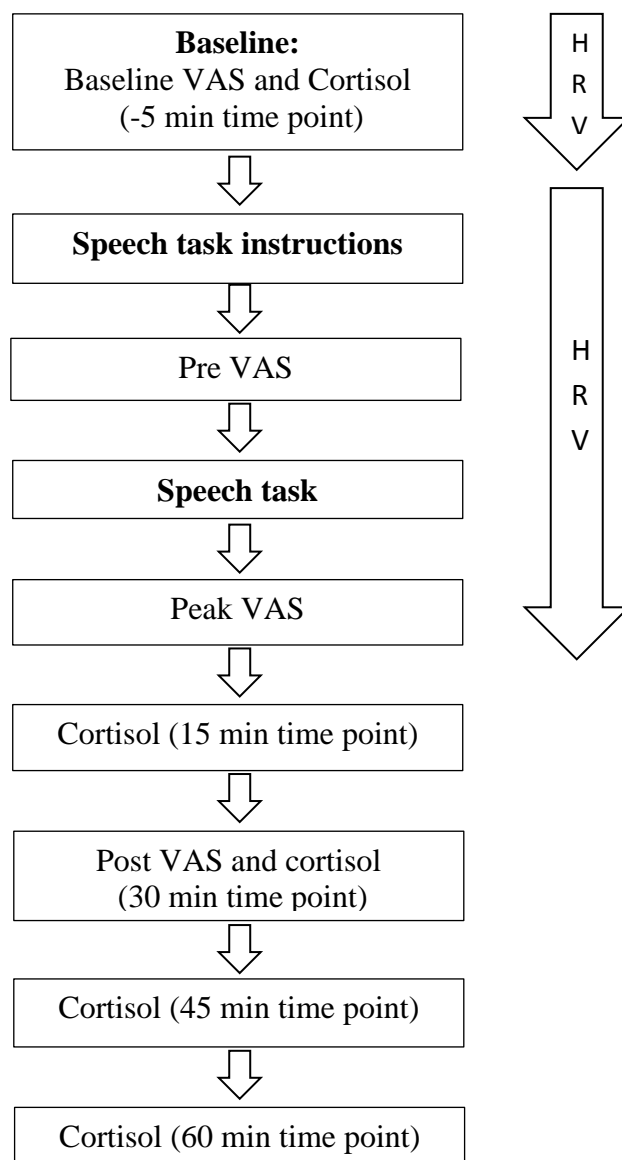 Baseline:
Baseline VAS and Cortisol
(-5 min time point)
H
R
V
Speech task instructions
Pre VAS
H
R
V
Speech task
Peak VAS
Cortisol (15 min time point)
Post VAS and cortisol
(30 min time point)
Cortisol (45 min time point)
Cortisol (60 min time point)